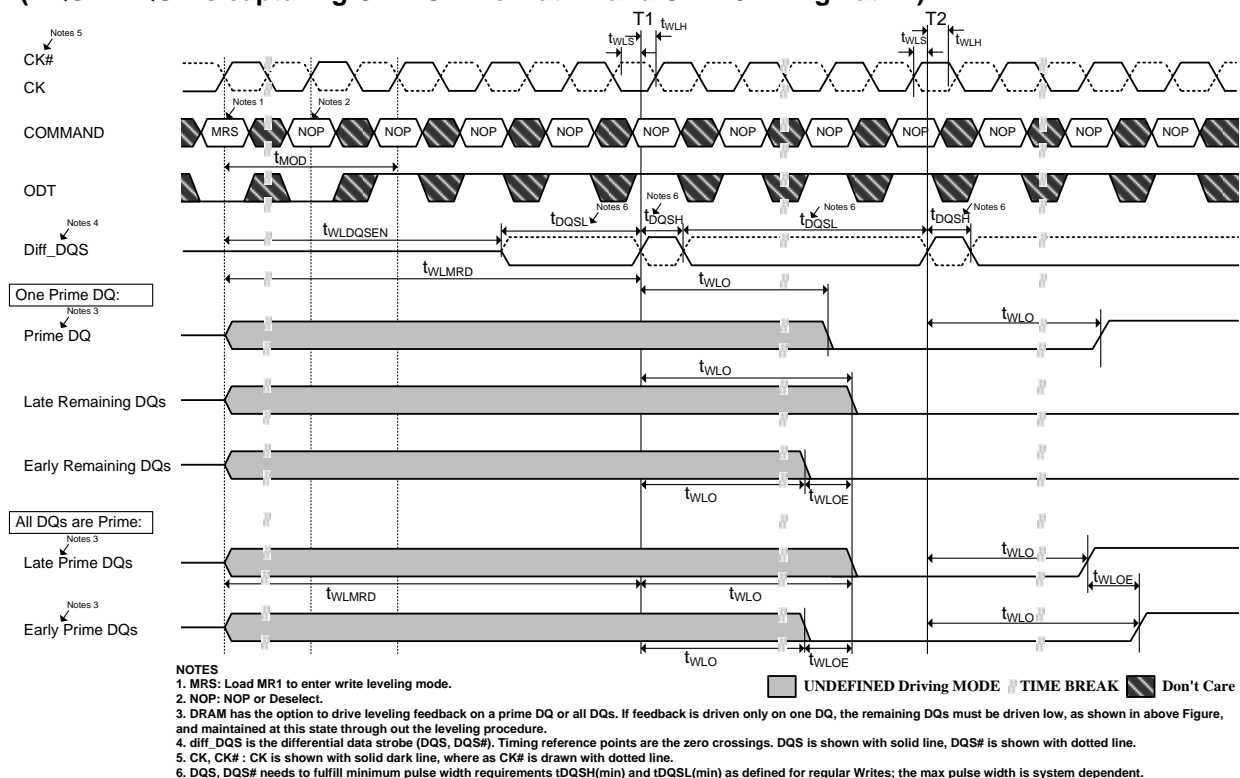 T1 T2
tWLS tWLH tWLS tWLH
Notes 5
CK#
CK
Notes 1 Notes 2
COMMAND MRS NOP NOP NOP NOP NOP NOP NOP NOP NOP NOP NOP
tMOD
ODT
Notes 4
Diff_DQS
Notes 6 Notes 6 Notes 6 Notes 6
tDQSL tDQSH tDQSL tDQSH
tWLDQSEN
tWLMRD
tWLO
One Prime DQ:
Notes 3
Prime DQ
tWLO
tWLO
Late Remaining DQs
Early Remaining DQs
tWLO tWLOE
All DQs are Prime:
Notes 3
Late Prime DQs
tWLO
tWLOE
tWLMRD tWLO
Notes 3
Early Prime DQs
tWLO
tWLO tWLOE
NOTES
1. MRS: Load MR1 to enter write leveling mode.
2. NOP: NOP or Deselect.
UNDEFINED Driving MODE TIME BREAK Don't Care
3. DRAM has the option to drive leveling feedback on a prime DQ or all DQs. If feedback is driven only on one DQ, the remaining DQs must be driven low, as shown in above Figure,
and maintained at this state through out the leveling procedure.
4. diff_DQS is the differential data strobe (DQS, DQS#). Timing reference points are the zero crossings. DQS is shown with solid line, DQS# is shown with dotted line.
5. CK, CK# : CK is shown with solid dark line, where as CK# is drawn with dotted line.
6. DQS, DQS# needs to fulfill minimum pulse width requirements tDQSH(min) and tDQSL(min) as defined for regular Writes; the max pulse width is system dependent.